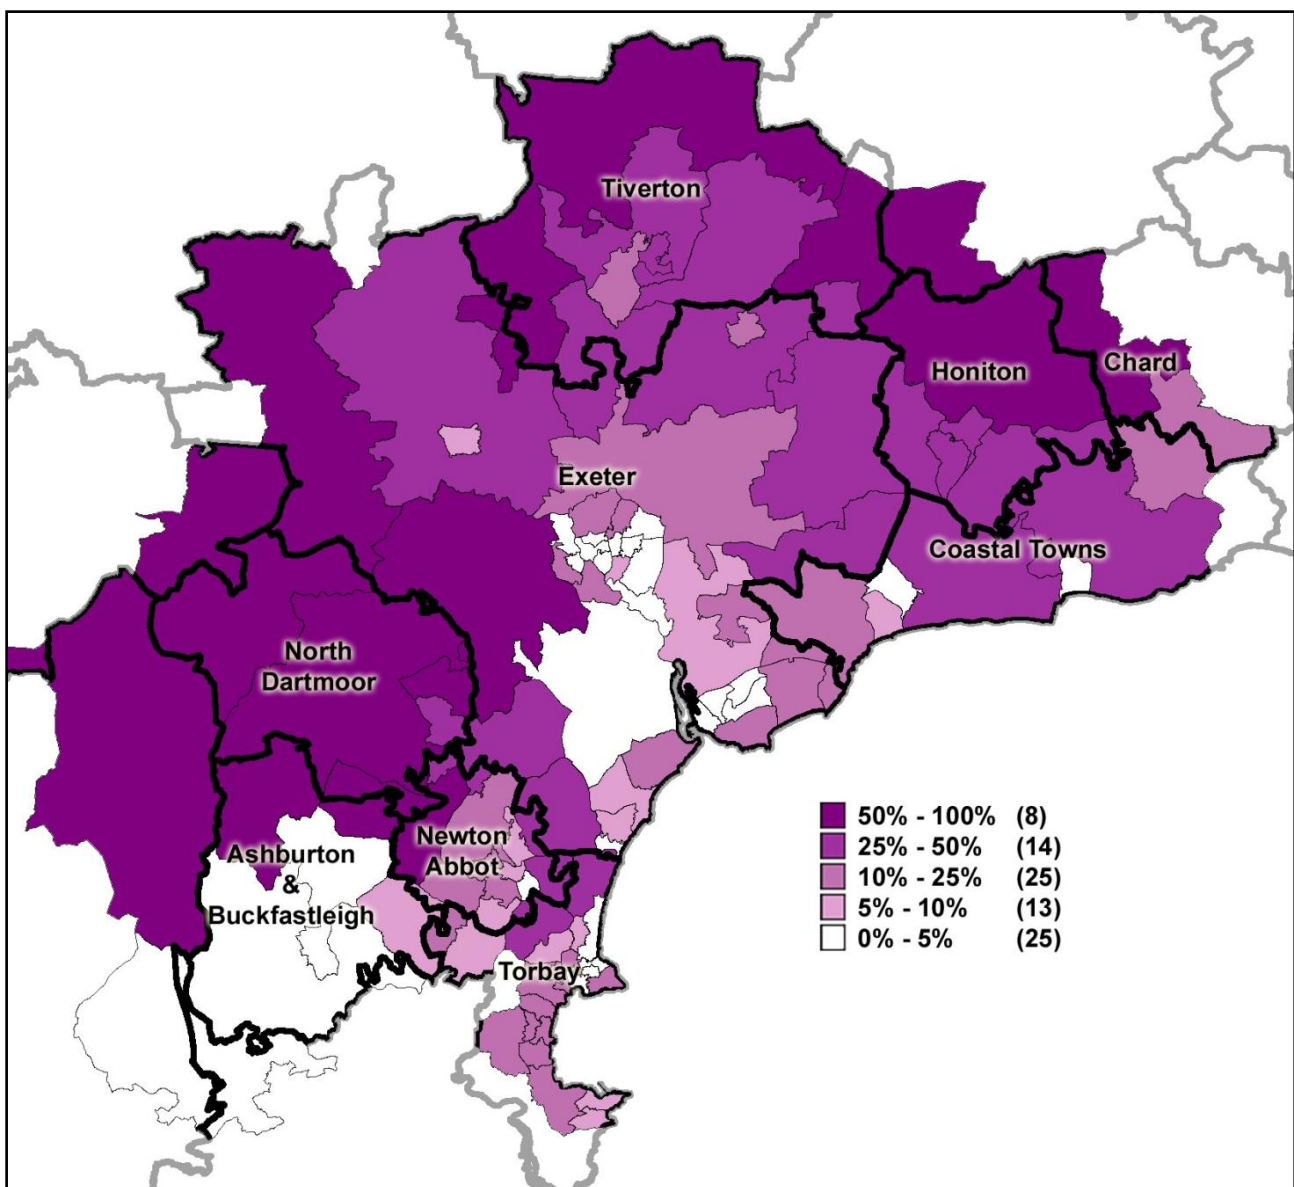 Tiverton
Chard
Honiton
Exeter
Coastal Towns
North
Dartmoor
50% - 100% (8)
25% - 50% (14)
10% - 25% (25)
5% - 10% (13)
0% - 5% (25)
Newton
Abbot
Ashburton
&
Buckfastleigh
Torbay